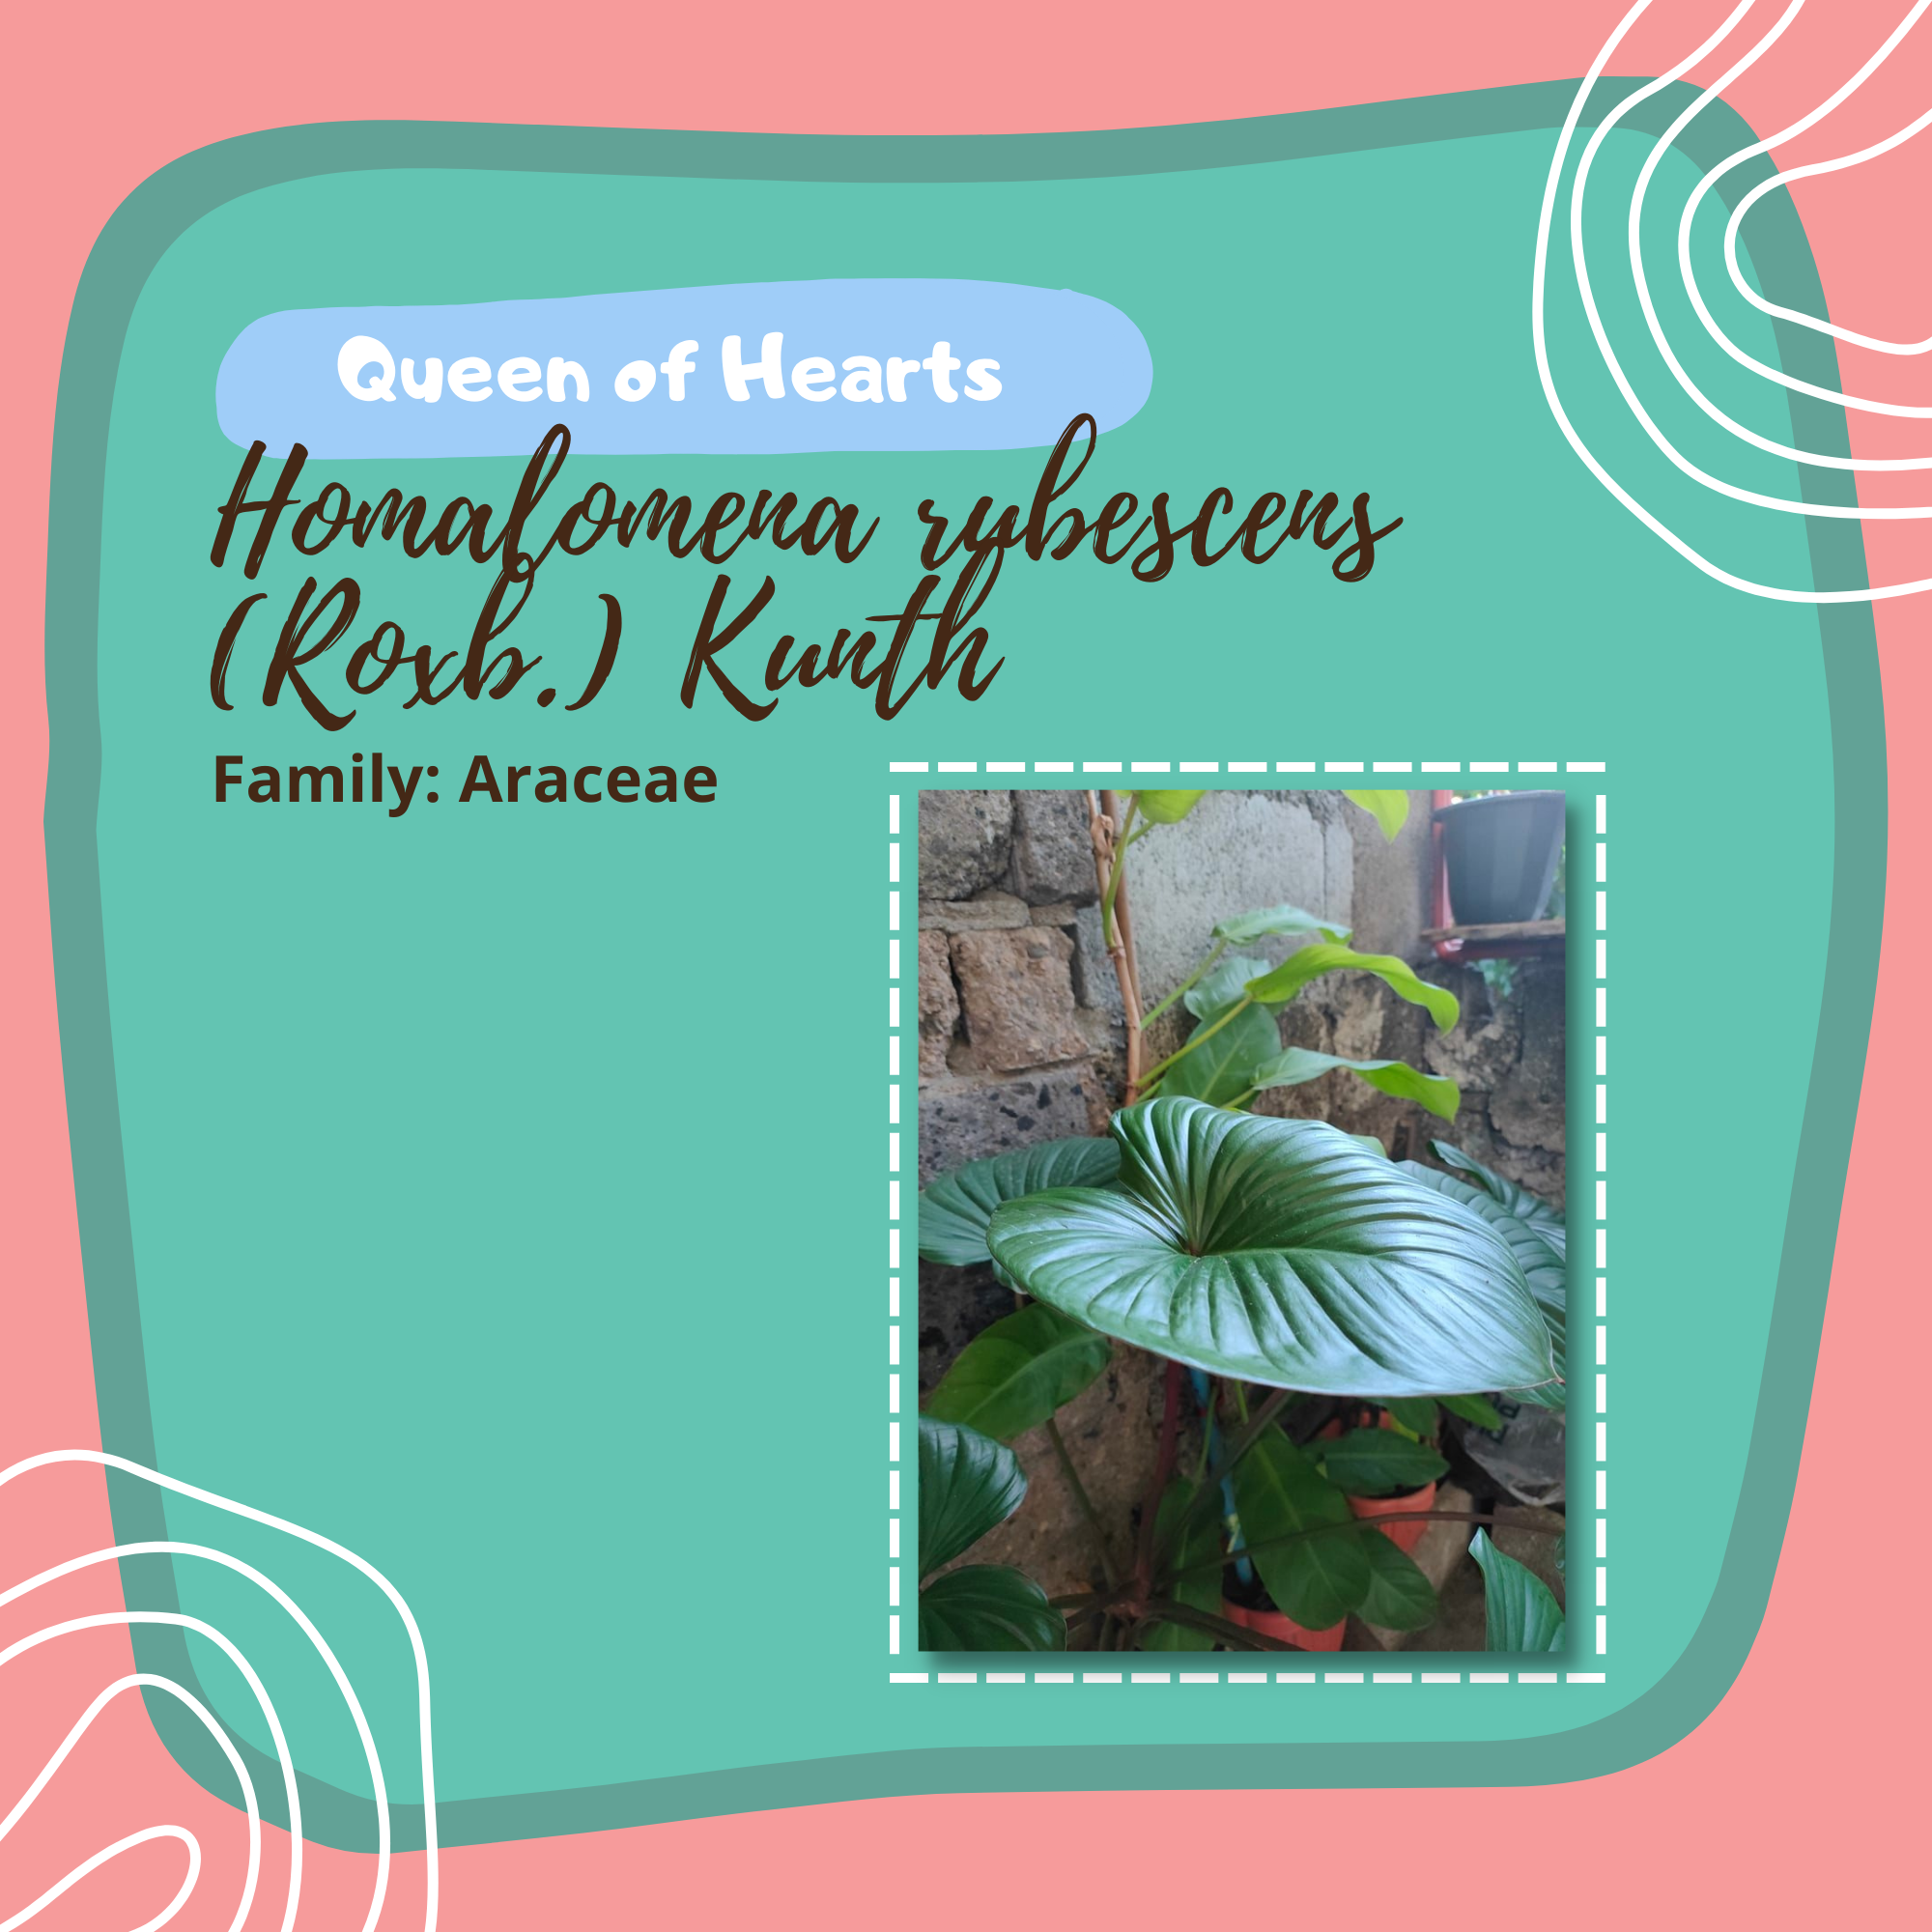 Queen of Hearts
Homalomena rubescens
(Roxb.) Kunth
Family: Araceae